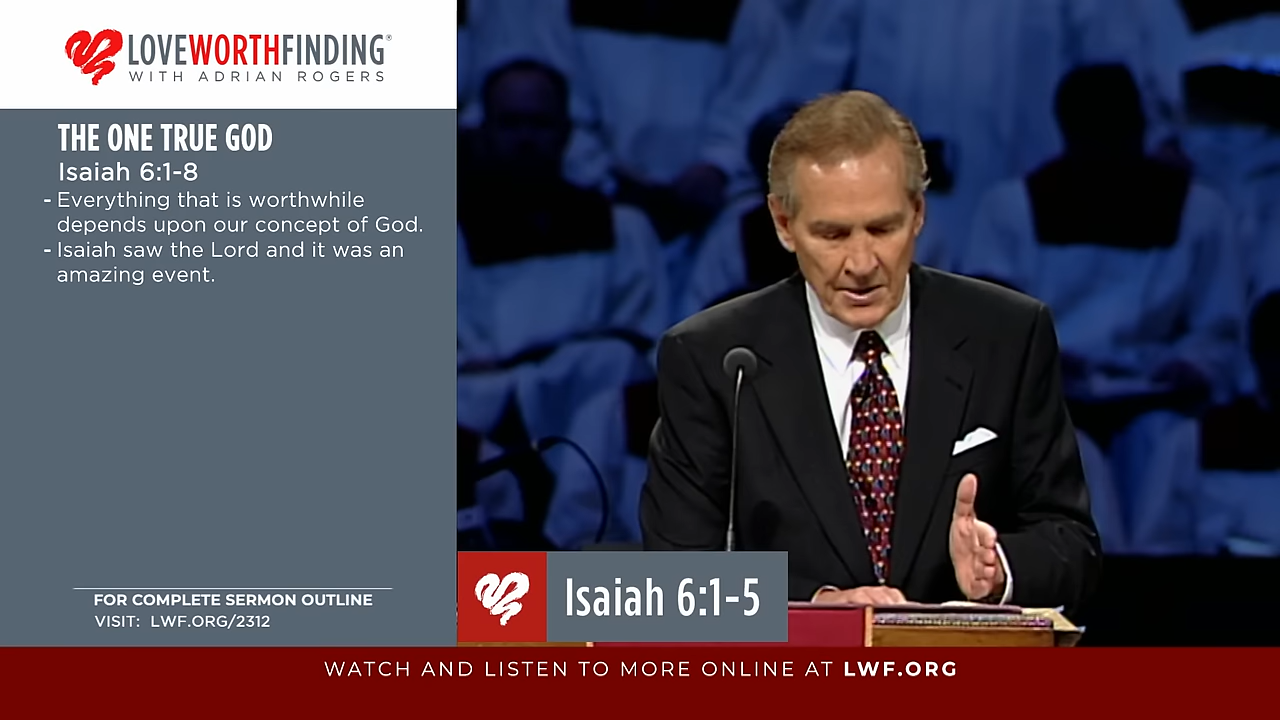 LOVEWORTHFINDING®
WITH ADRIAN ROGERS
THE ONE TRUE GOD
Isaiah 6:1-8
- Everything that is worthwhile
depends upon our concept of God.
- Isaiah saw the Lord and it was an
amazing event.
FOR COMPLETE SERMON OUTLINE
VISIT: LWF.ORG/2312
Isaiah 6:1-5
WATCH AND LISTEN TO MORE ONLINE AT LWF.ORG